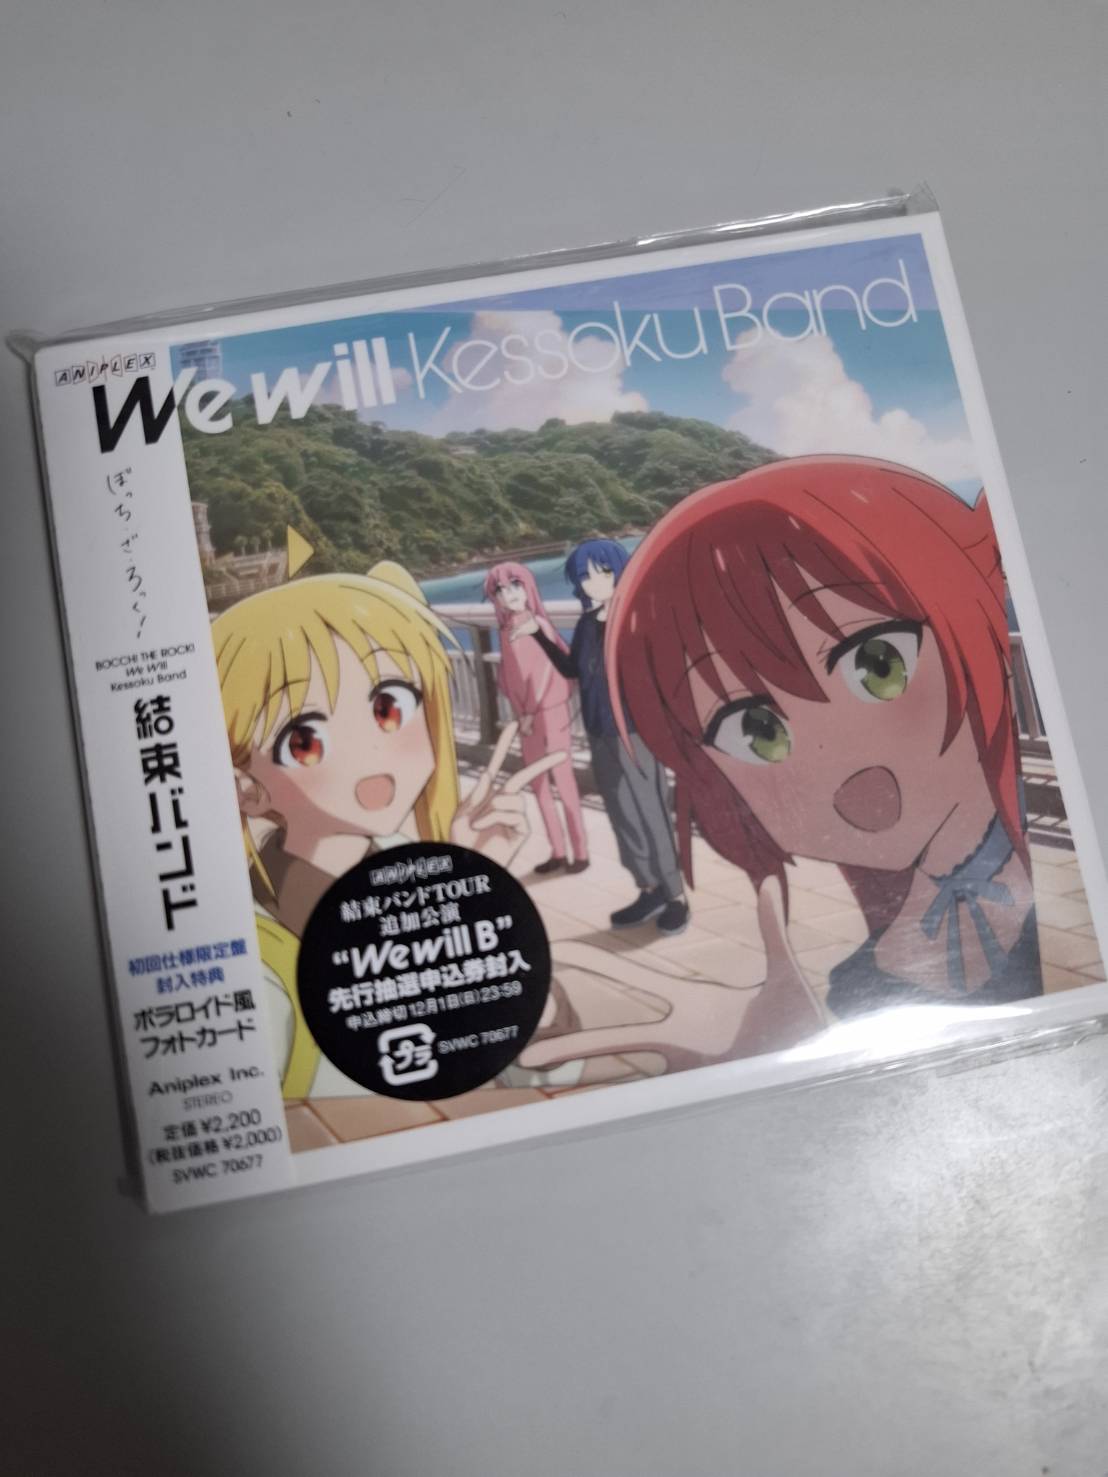 We will Kessoku Band
ANIPLEX
ぼっち・ざ・ろっく!
BOCCHI THE ROCK!
We Will
Kessoku Band
結束バンド
初回仕様限定盤
封入特典
ポラロイド風
フォトカード
Aniplex Inc.
STEREO
定価¥2,200
(税抜価格¥2,000)
SVWC 70677
ANIPLEX
結束バンドTOUR
追加公演
“We will B”
先行抽選申込券封入
申込締切12月1日(日)23:59
プラ
SVWC 70677